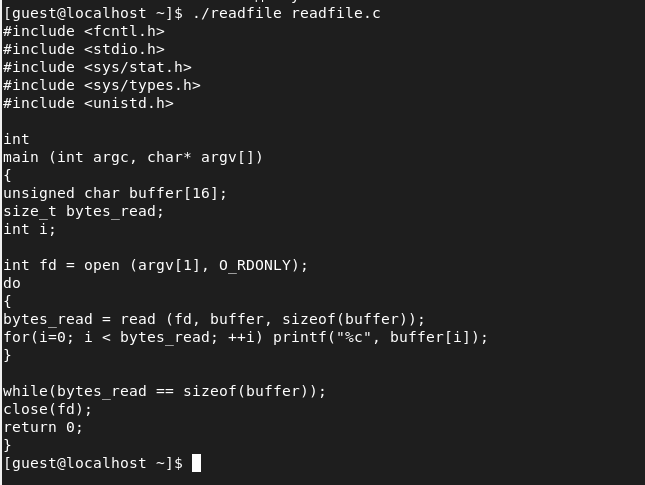 [guest@localhost ~]$ ./readfile readfile.c
#include <fcntl.h>
#include <stdio.h>
#include <sys/stat.h>
#include <sys/types.h>
#include <unistd.h>

int
main (int argc, char* argv[])
{
unsigned char buffer[16];
size_t bytes_read;
int i;

int fd = open (argv[1], O_RDONLY);
do
{
bytes_read = read (fd, buffer, sizeof(buffer));
for(i=0; i < bytes_read; ++i) printf("%c", buffer[i]);
}

while(bytes_read == sizeof(buffer));
close(fd);
return 0;
}
[guest@localhost ~]$